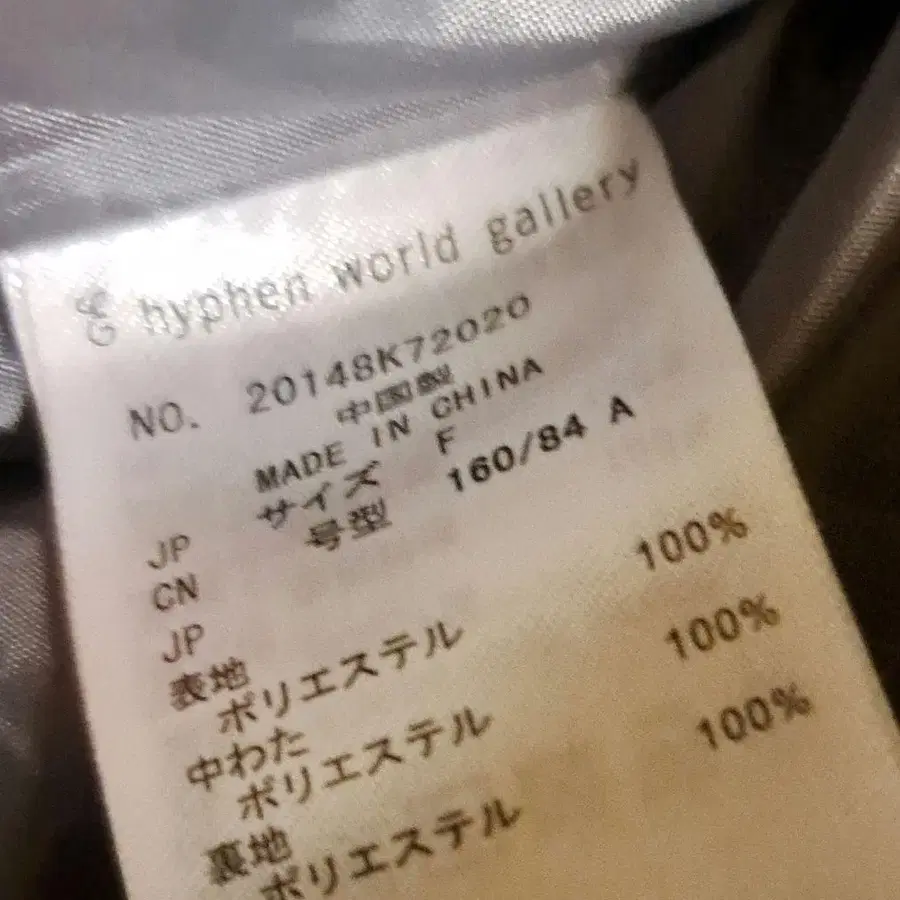 hyphen world gallery
NO. 20148K72020
中国製
MADE IN CHINA
JP サイズ F
CN 号型 160/84 A
JP
表地
ポリエステル 100%
中わた
ポリエステル 100%
裏地
ポリエステル 100%